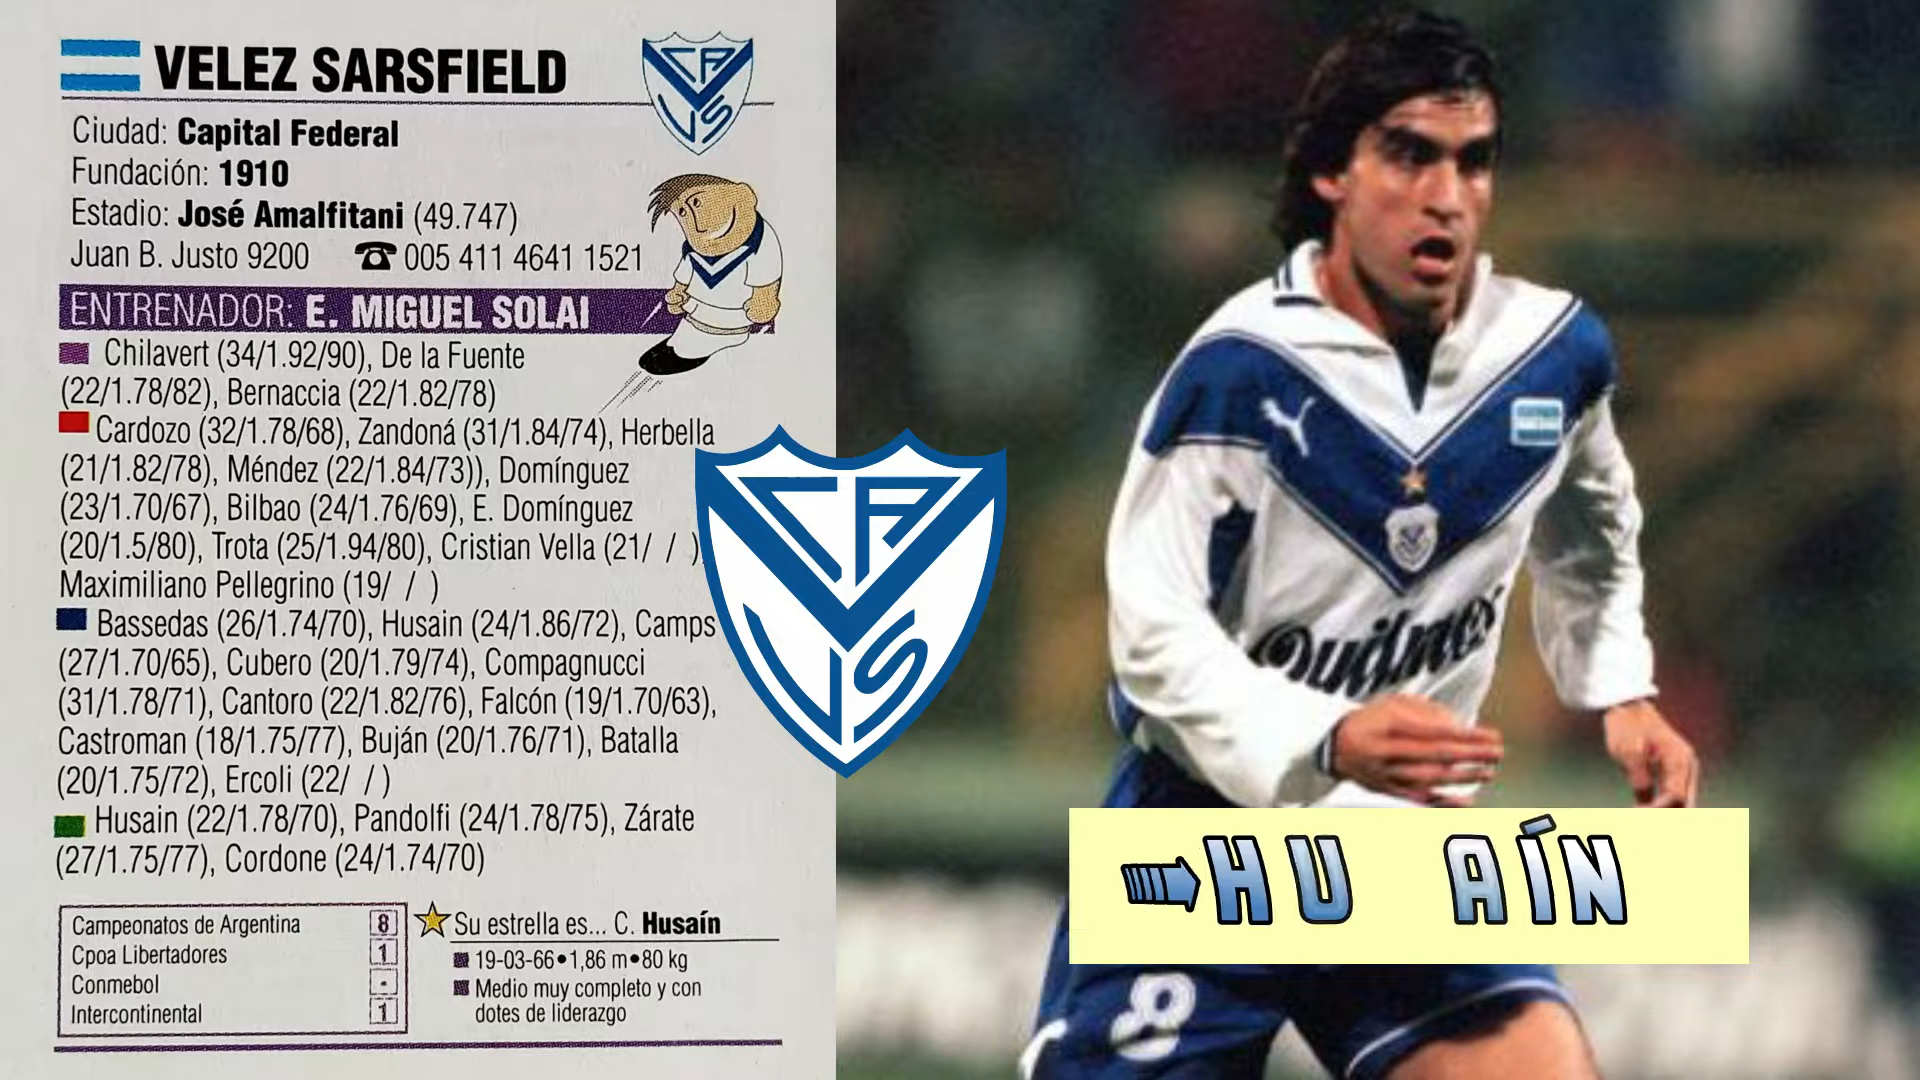 VELEZ SARSFIELD
CAVS
Ciudad: Capital Federal
Fundación: 1910
Estadio: José Amalfitani (49.747)
Juan B. Justo 9200 ☎ 005 411 4641 1521
ENTRENADOR: E. MIGUEL SOLAI
Chilavert (34/1.92/90), De la Fuente
(22/1.78/82), Bernaccia (22/1.82/78)
Cardozo (32/1.78/68), Zandoná (31/1.84/74), Herbella
(21/1.82/78), Méndez (22/1.84/73)), Domínguez
(23/1.70/67), Bilbao (24/1.76/69), E. Domínguez
(20/1.5/80), Trota (25/1.94/80), Cristian Vella (21/ / ),
Maximiliano Pellegrino (19/ / )
Bassedas (26/1.74/70), Husain (24/1.86/72), Camps
(27/1.70/65), Cubero (20/1.79/74), Compagnucci
(31/1.78/71), Cantoro (22/1.82/76), Falcón (19/1.70/63),
Castroman (18/1.75/77), Buján (20/1.76/71), Batalla
(20/1.75/72), Ercoli (22/ / )
Husain (22/1.78/70), Pandolfi (24/1.78/75), Zárate
(27/1.75/77), Cordone (24/1.74/70)
Campeonatos de Argentina 8
Cpoa Libertadores 1
Conmebol -
Intercontinental 1
Su estrella es... C. Husaín
19-03-66•1,86 m•80 kg
Medio muy completo y con
dotes de liderazgo
CAVS
Quilmes
HU AÍN
8